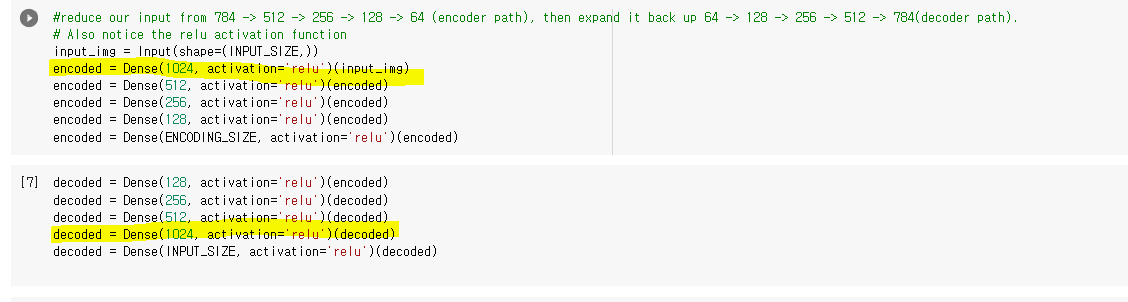 #reduce our input from 784 -> 512 -> 256 -> 128 -> 64 (encoder path), then expand it back up 64 -> 128 -> 256 -> 512 -> 784(decoder path).
# Also notice the relu activation function
input_img = Input(shape=(INPUT_SIZE,))
encoded = Dense(1024, activation='relu')(input_img)
encoded = Dense(512, activation='relu')(encoded)
encoded = Dense(256, activation='relu')(encoded)
encoded = Dense(128, activation='relu')(encoded)
encoded = Dense(ENCODING_SIZE, activation='relu')(encoded)
[7] decoded = Dense(128, activation='relu')(encoded)
decoded = Dense(256, activation='relu')(decoded)
decoded = Dense(512, activation='relu')(decoded)
decoded = Dense(1024, activation='relu')(decoded)
decoded = Dense(INPUT_SIZE, activation='relu')(decoded)